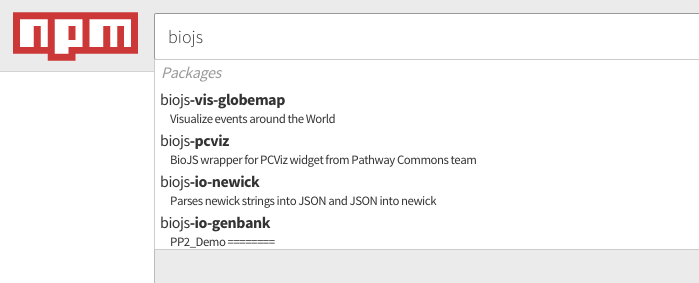 npm
biojs
Packages
biojs-vis-globemap
Visualize events around the World
biojs-pcviz
BioJS wrapper for PCViz widget from Pathway Commons team
biojs-io-newick
Parses newick strings into JSON and JSON into newick
biojs-io-genbank
PP2_Demo ========